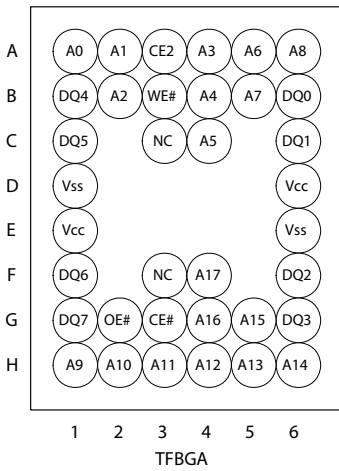 A A0 A1 CE2 A3 A6 A8
B DQ4 A2 WE# A4 A7 DQ0
C DQ5 NC A5 DQ1
D Vss Vcc
E Vcc Vss
F DQ6 NC A17 DQ2
G DQ7 OE# CE# A16 A15 DQ3
H A9 A10 A11 A12 A13 A14
1 2 3 4 5 6
TFBGA